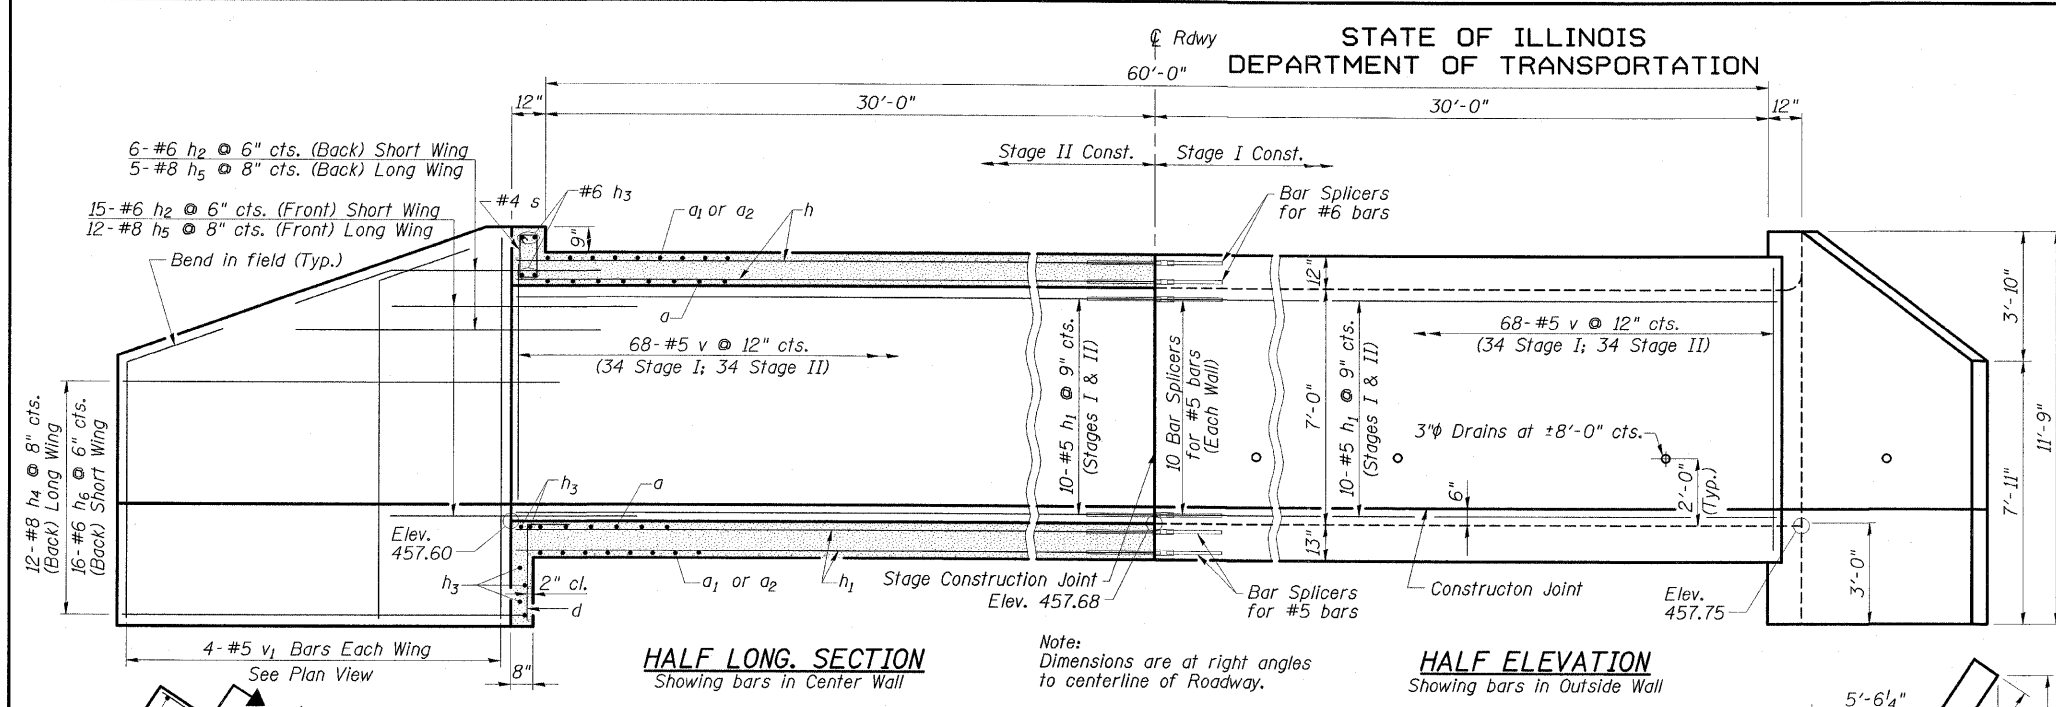 STATE OF ILLINOIS
DEPARTMENT OF TRANSPORTATION
℄ Rdwy
60'-0"
12"
30'-0"
30'-0"
12"
Stage II Const.
Stage I Const.
6-#6 h2 @ 6" cts. (Back) Short Wing
5-#8 h5 @ 8" cts. (Back) Long Wing
15-#6 h2 @ 6" cts. (Front) Short Wing
12-#8 h5 @ 8" cts. (Front) Long Wing
Bend in field (Typ.)
#4 s
#6 h3
9"
a1 or a2
h
Bar Splicers
for #6 bars
a
68-#5 v @ 12" cts.
(34 Stage I; 34 Stage II)
10-#5 h1 @ 9" cts.
(Stages I & II)
10 Bar Splicers
for #5 bars
(Each Wall)
12"
7'-0"
13"
10-#5 h1 @ 9" cts.
(Stages I & II)
68-#5 v @ 12" cts.
(34 Stage I; 34 Stage II)
3"ϕ Drains at ±8'-0" cts.
6"
2'-0"
(Typ.)
3'-10"
11'-9"
7'-11"
3'-0"
12-#8 h4 @ 8" cts.
(Back) Long Wing
16-#6 h6 @ 6" cts.
(Back) Short Wing
h3
a
Elev.
457.60
h3
2" cl.
d
a1 or a2
h1
Stage Construction Joint
Elev. 457.68
Bar Splicers
for #5 bars
Constructon Joint
Elev.
457.75
4-#5 v1 Bars Each Wing
See Plan View
8"
HALF LONG. SECTION
Showing bars in Center Wall
Note:
Dimensions are at right angles
to centerline of Roadway.
HALF ELEVATION
Showing bars in Outside Wall
5'-6¼"